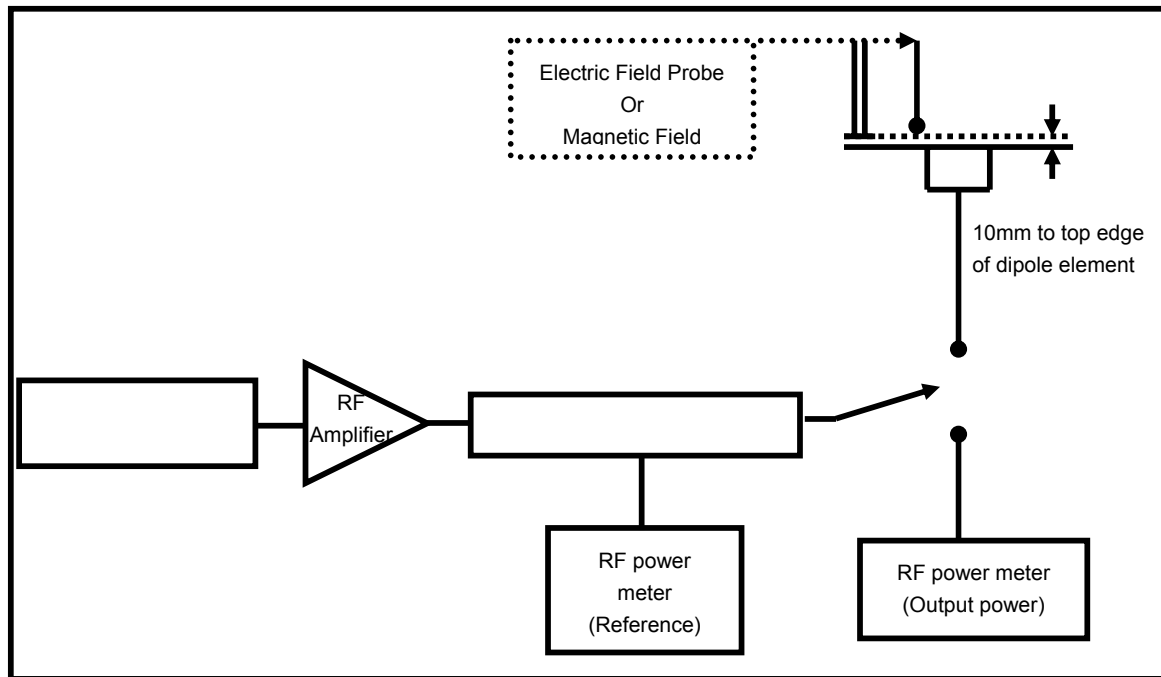 Electric Field Probe
Or
Magnetic Field
10mm to top edge
of dipole element
RF
Amplifier
RF power
meter
(Reference)
RF power meter
(Output power)